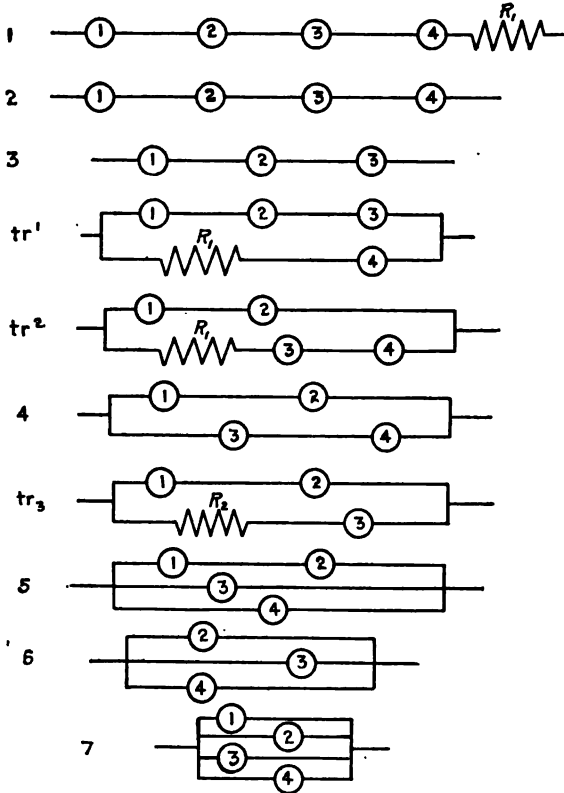 1 1 2 3 4 R₁
2 1 2 3 4
3 1 2 3
tr¹ 1 2 3
R₁ 4
tr² 1 2
R₁ 3 4
4 1 2
3 4
tr₃ 1 2
R₂ 3
5 1 2
3
4
6 2
3
4
7 1
2
3
4